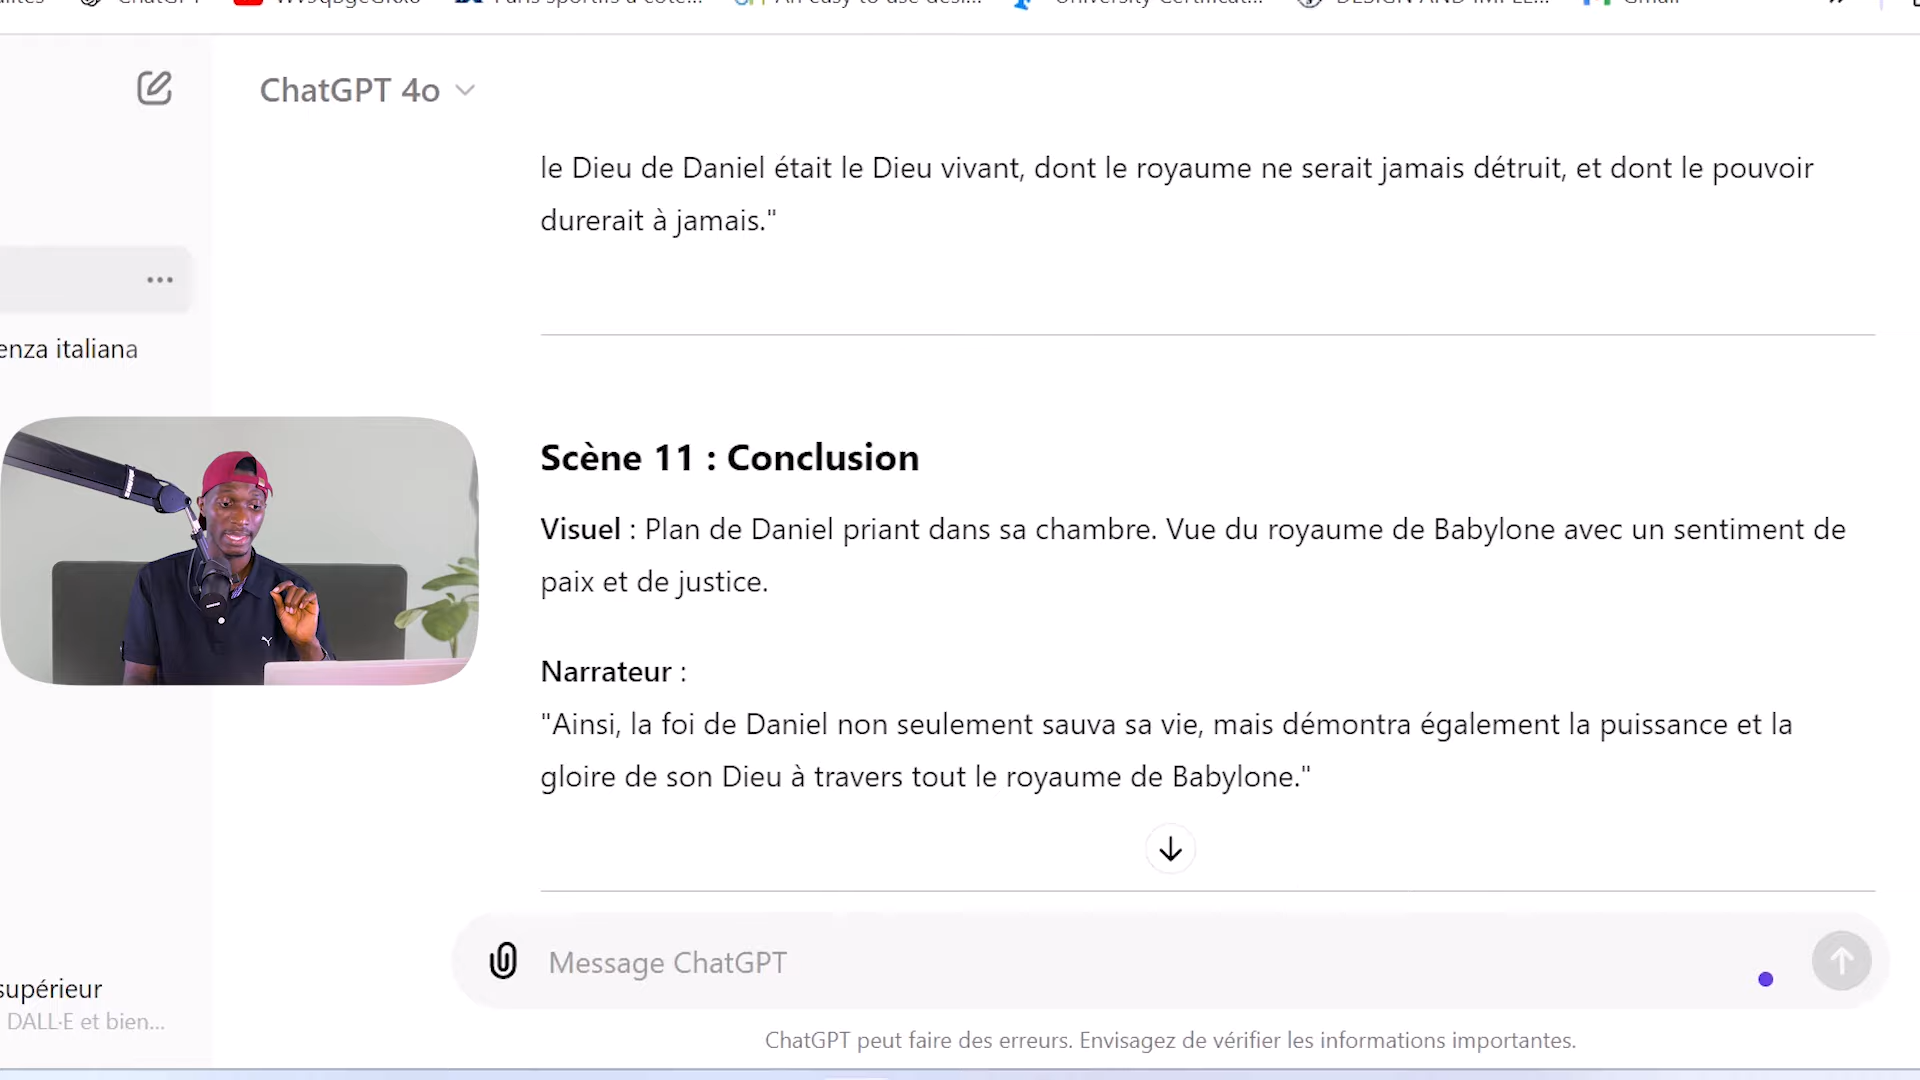 ChatGPT 4o
le Dieu de Daniel était le Dieu vivant, dont le royaume ne serait jamais détruit, et dont le pouvoir
durerait à jamais."
enza italiana
Scène 11 : Conclusion
Visuel : Plan de Daniel priant dans sa chambre. Vue du royaume de Babylone avec un sentiment de
paix et de justice.
Narrateur :
"Ainsi, la foi de Daniel non seulement sauva sa vie, mais démontra également la puissance et la
gloire de son Dieu à travers tout le royaume de Babylone."
Message ChatGPT
supérieur
DALL·E et bien...
ChatGPT peut faire des erreurs. Envisagez de vérifier les informations importantes.